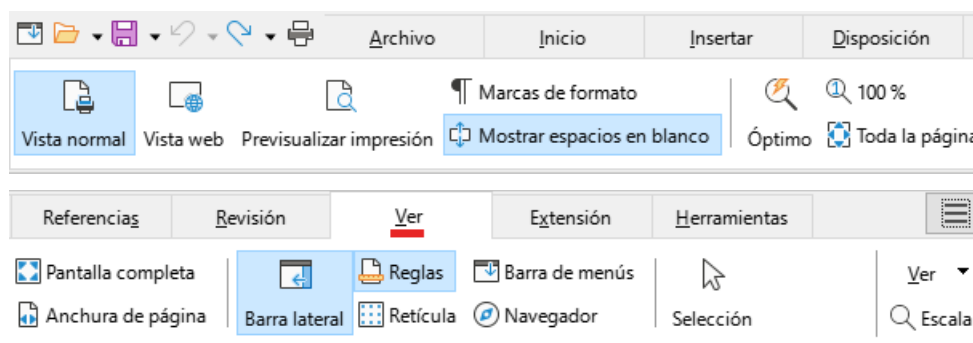 Archivo Inicio Insertar Disposición
Marcas de formato 100 %
Vista normal Vista web Previsualizar impresión Mostrar espacios en blanco Óptimo Toda la página
Referencias Revisión Ver Extensión Herramientas
Pantalla completa Reglas Barra de menús Ver
Anchura de página Barra lateral Retícula Navegador Selección Escala